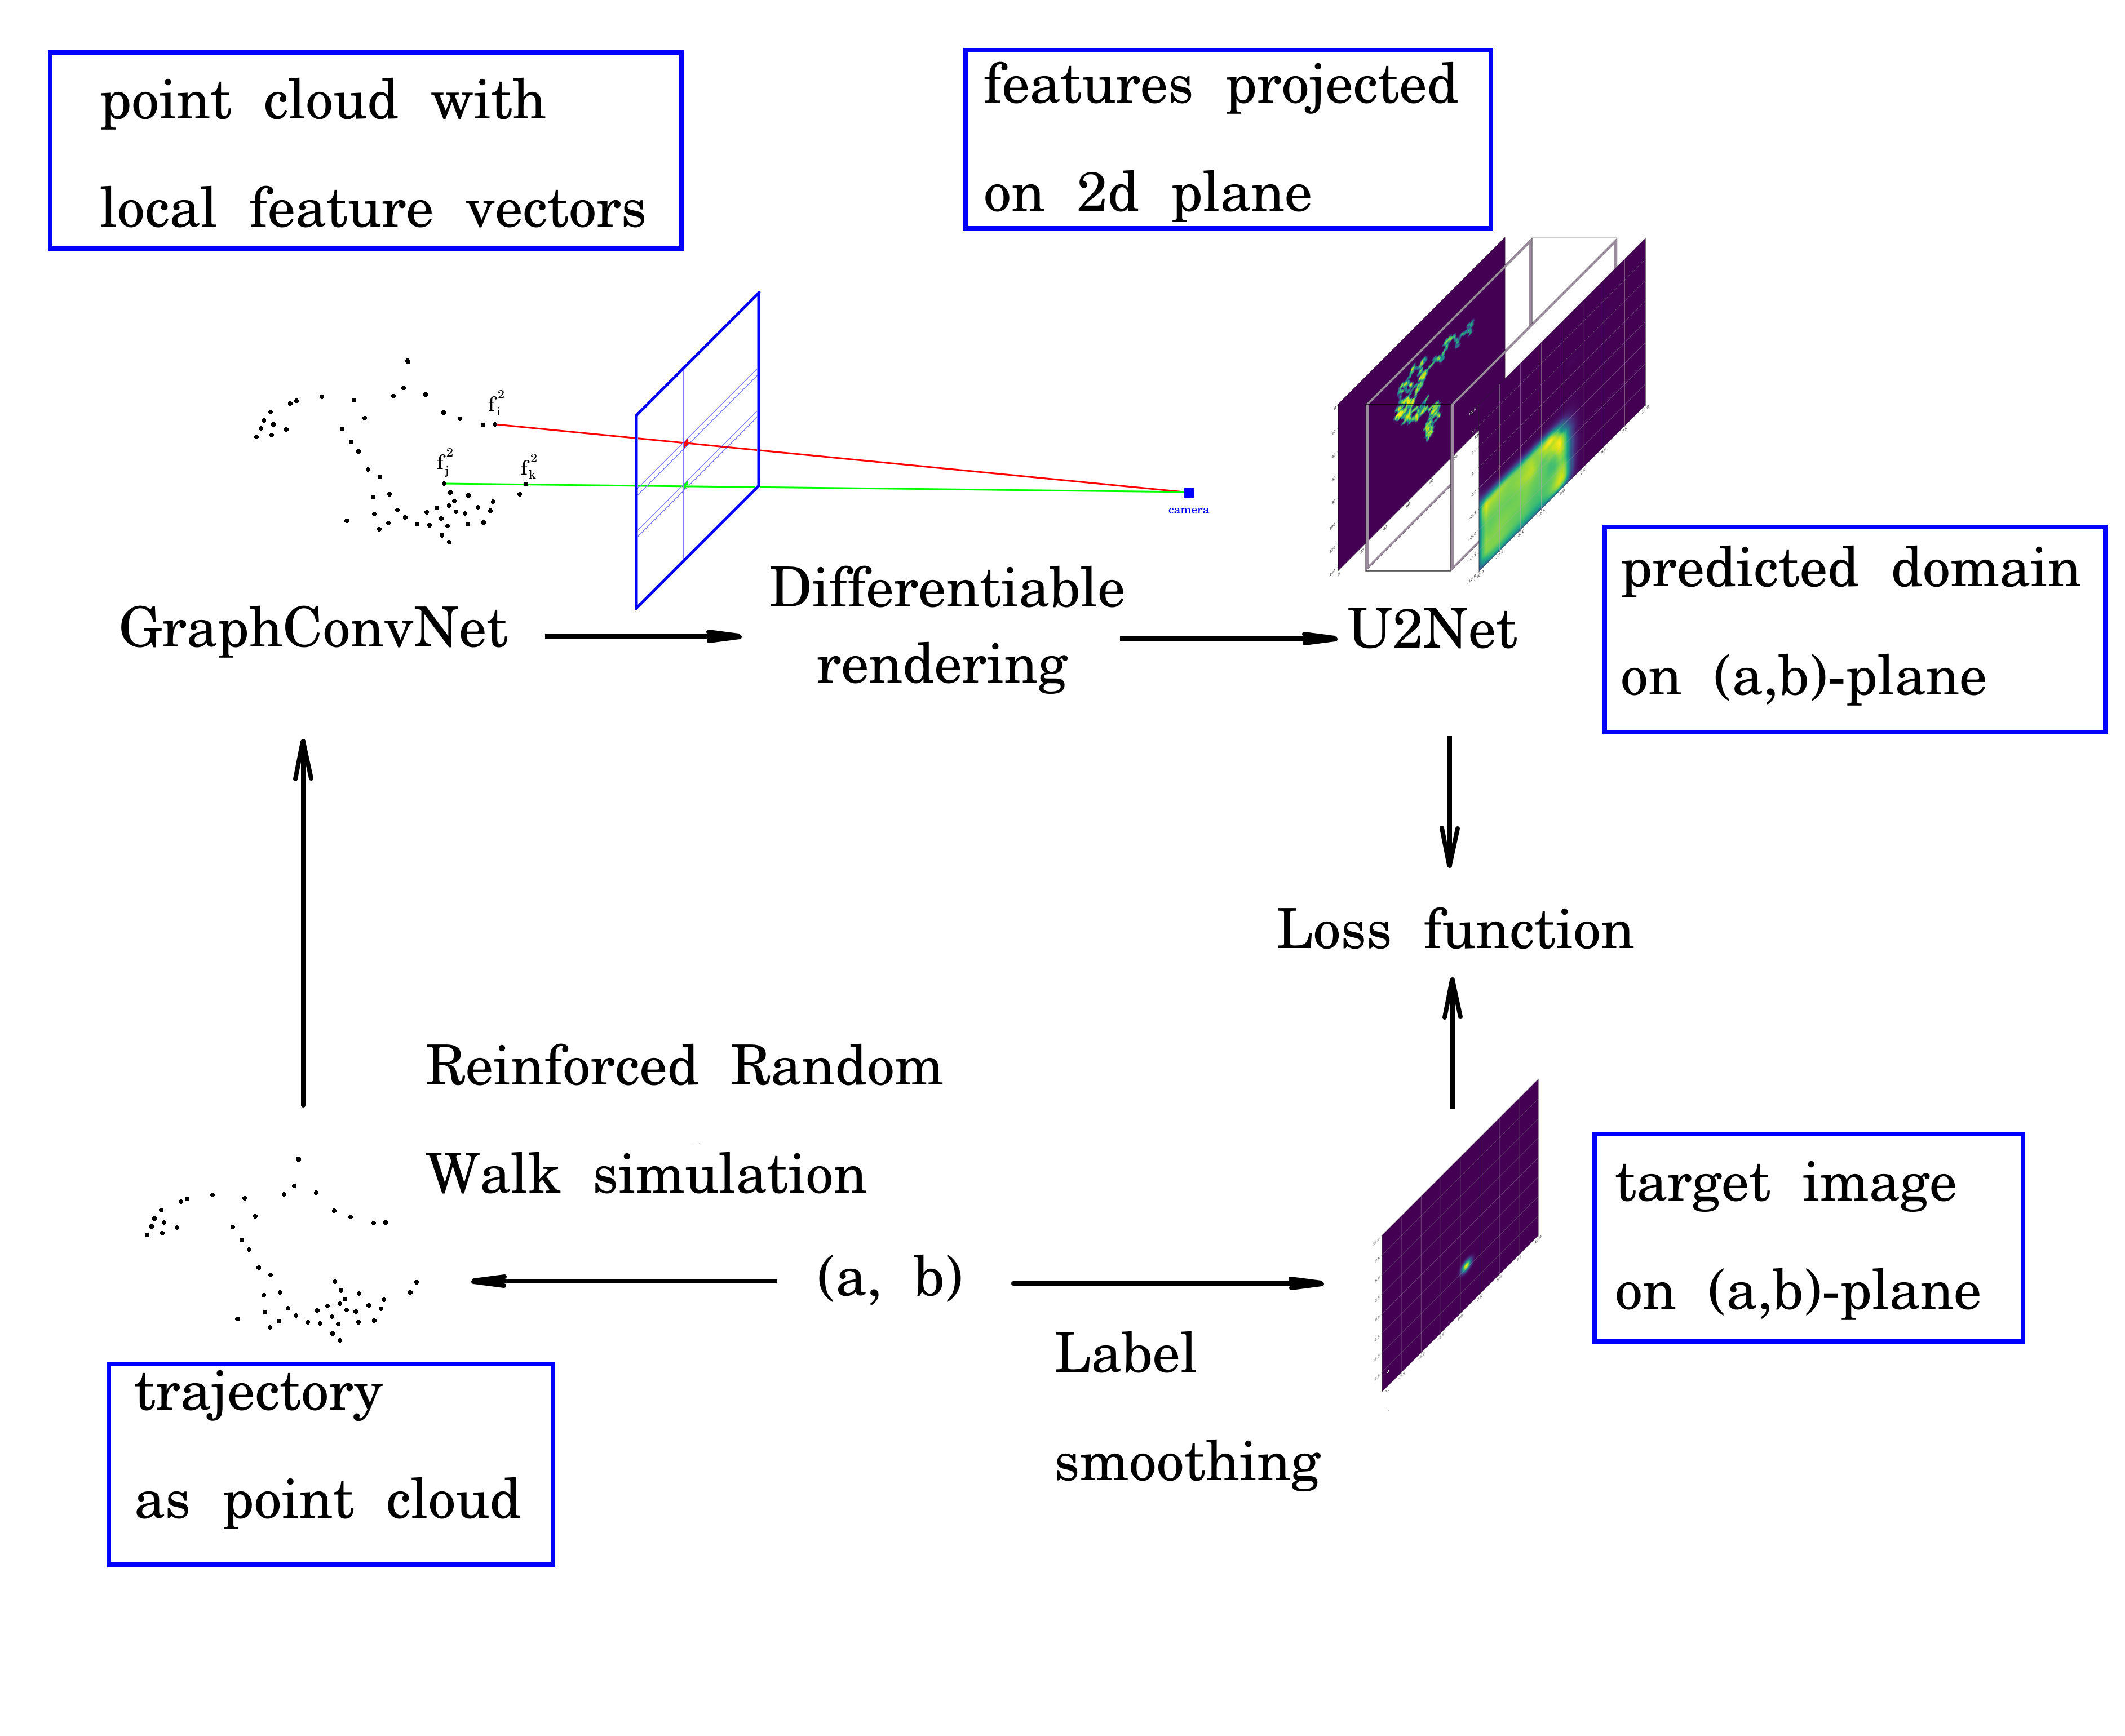 point cloud with
local feature vectors
features projected
on 2d plane
f_i^2
f_j^2
f_k^2
camera
GraphConvNet
Differentiable
rendering
U2Net
predicted domain
on (a,b)-plane
Loss function
Reinforced Random
Walk simulation
(a, b)
Label
smoothing
target image
on (a,b)-plane
trajectory
as point cloud